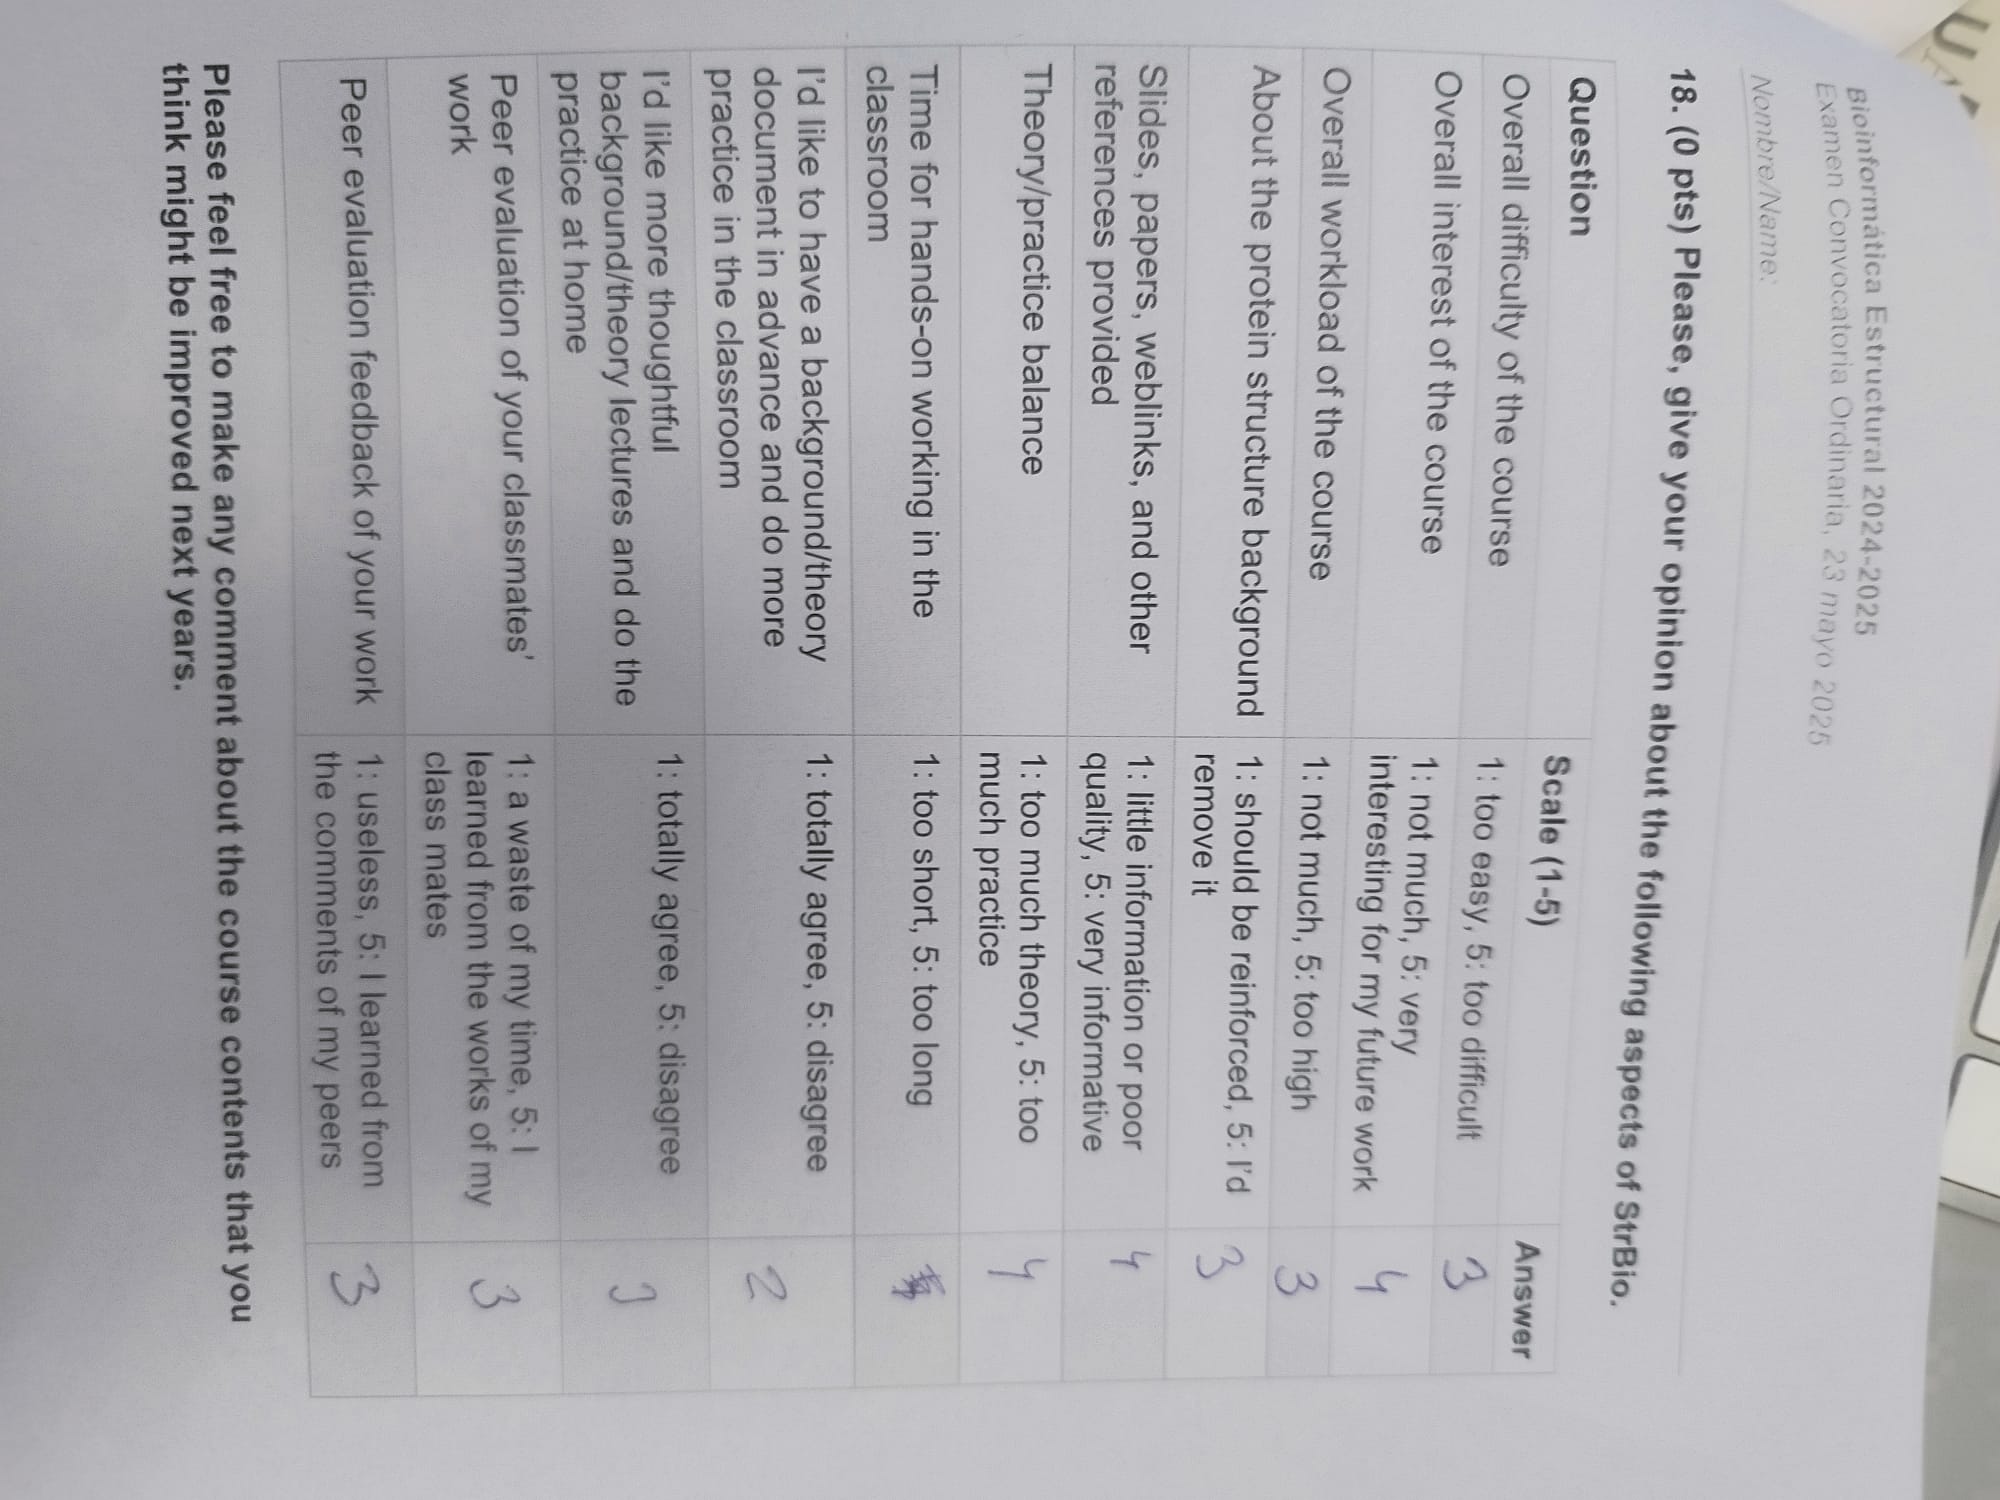 Bioinformática Estructural 2024-2025
Examen Convocatoria Ordinaria, 23 mayo 2025
Nombre/Name:
18. (0 pts) Please, give your opinion about the following aspects of StrBio.
Question Scale (1-5) Answer
Overall difficulty of the course 1: too easy, 5: too difficult 3
Overall interest of the course 1: not much, 5: very
interesting for my future work 4
Overall workload of the course 1: not much, 5: too high 3
About the protein structure background 1: should be reinforced, 5: I'd
remove it 3
Slides, papers, weblinks, and other
references provided
1: little information or poor
quality, 5: very informative
4
Theory/practice balance 1: too much theory, 5: too
much practice 4
Time for hands-on working in the
classroom
1: too short, 5: too long
I'd like to have a background/theory
document in advance and do more
practice in the classroom
1: totally agree, 5: disagree
2
I'd like more thoughtful
background/theory lectures and do the
practice at home
1: totally agree, 5: disagree
3
Peer evaluation of your classmates'
work
1: a waste of my time, 5: I
learned from the works of my
class mates
3
Peer evaluation feedback of your work 1: useless, 5: I learned from
the comments of my peers 3
Please feel free to make any comment about the course contents that you
think might be improved next years.